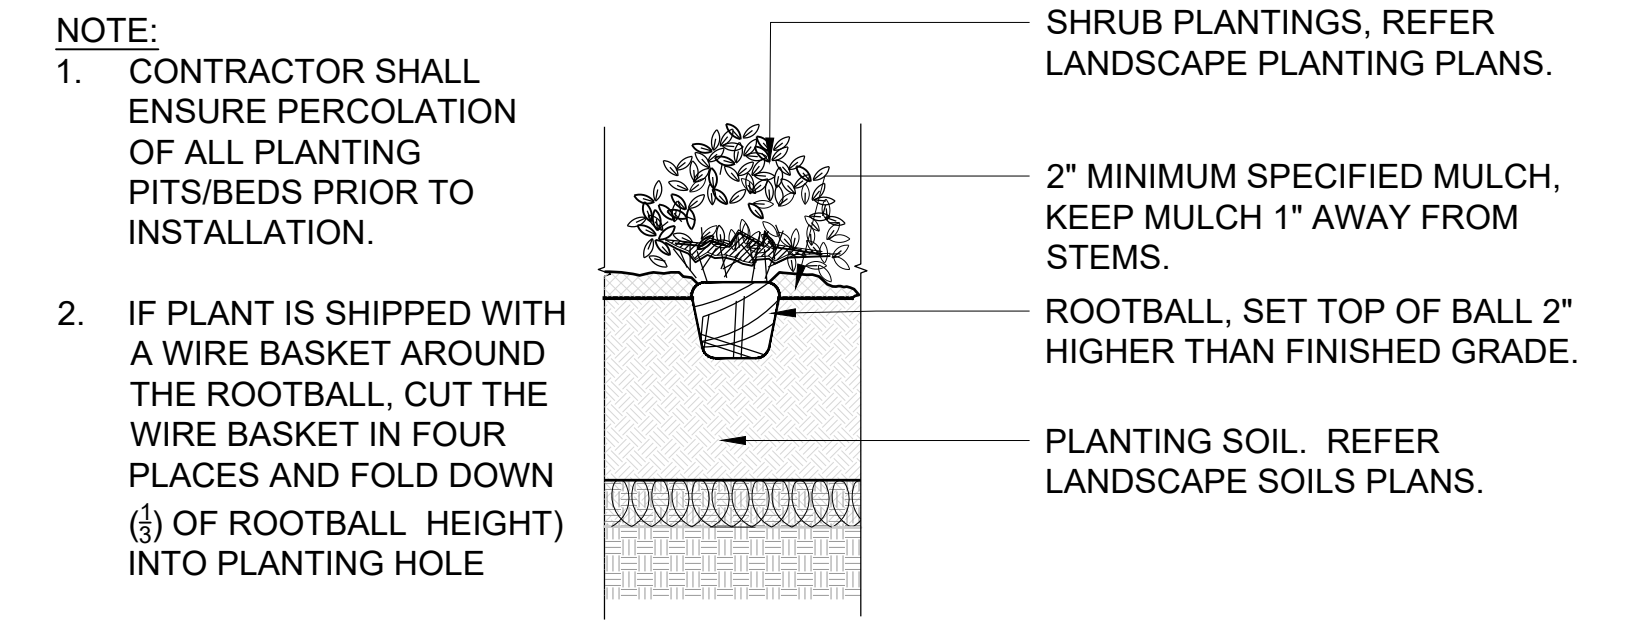 NOTE:
1. CONTRACTOR SHALL
ENSURE PERCOLATION
OF ALL PLANTING
PITS/BEDS PRIOR TO
INSTALLATION.
2. IF PLANT IS SHIPPED WITH
A WIRE BASKET AROUND
THE ROOTBALL, CUT THE
WIRE BASKET IN FOUR
PLACES AND FOLD DOWN
(1/3) OF ROOTBALL HEIGHT)
INTO PLANTING HOLE
SHRUB PLANTINGS, REFER
LANDSCAPE PLANTING PLANS.
2" MINIMUM SPECIFIED MULCH,
KEEP MULCH 1" AWAY FROM
STEMS.
ROOTBALL, SET TOP OF BALL 2"
HIGHER THAN FINISHED GRADE.
PLANTING SOIL. REFER
LANDSCAPE SOILS PLANS.